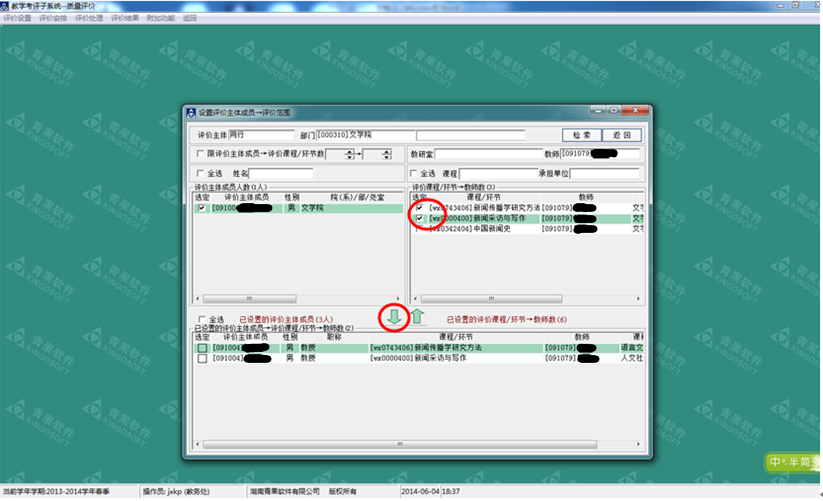 教学考评子系统--质量评价
评价设置 评价安排 评价处理 评价结果 附加功能 返回
设置评价主体成员→评价范围
评价主体 同行 部门 [000310]文学院 检 索 返 回
限评价主体成员→评价课程/环节数 → 教研室 教师 [091079]
全选 姓名 全选 课程 承担单位
评价主体成员人数(1人) 评价课程/环节→教师数(3)
选定 评价主体成员 性别 院(系)/部/处室 选定 课程/环节 教师
[09100 男 文学院 [wx0743406]新闻传播学研究方法 [091079] 文学
[wx0000400]新闻采访与写作 [091079] 文学
[wx0342404]中国新闻史 [091079] 文学
全选 已设置的评价主体成员(3人) 已设置的评价课程/环节→教师数(6)
已设置的评价主体成员→评价课程/环节→教师数(2)
选定 评价主体成员 性别 职称 课程/环节 教师 课程
[091004] 男 教授 [wx0743406]新闻传播学研究方法 [091079] 语言文
[091004] 男 教授 [wx0000400]新闻采访与写作 [091079] 人文社
中 半 简
当前学年学期:2013-2014学年春季 操作员: jxkp (教务处) 湖南青果软件有限公司 版权所有 2014-06-04 18:37
青果软件
KINGOSOFT